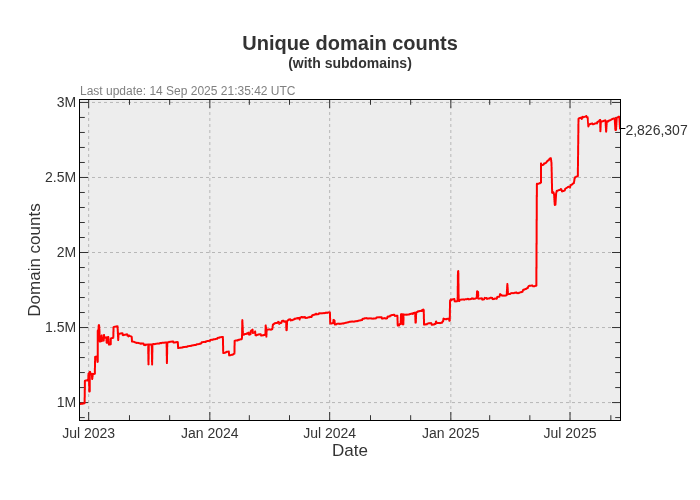 Unique domain counts
(with subdomains)
Last update: 14 Sep 2025 21:35:42 UTC
3M
2,826,307
2.5M
2M
1.5M
1M
Domain counts
Jul 2023
Jan 2024
Jul 2024
Jan 2025
Jul 2025
Date